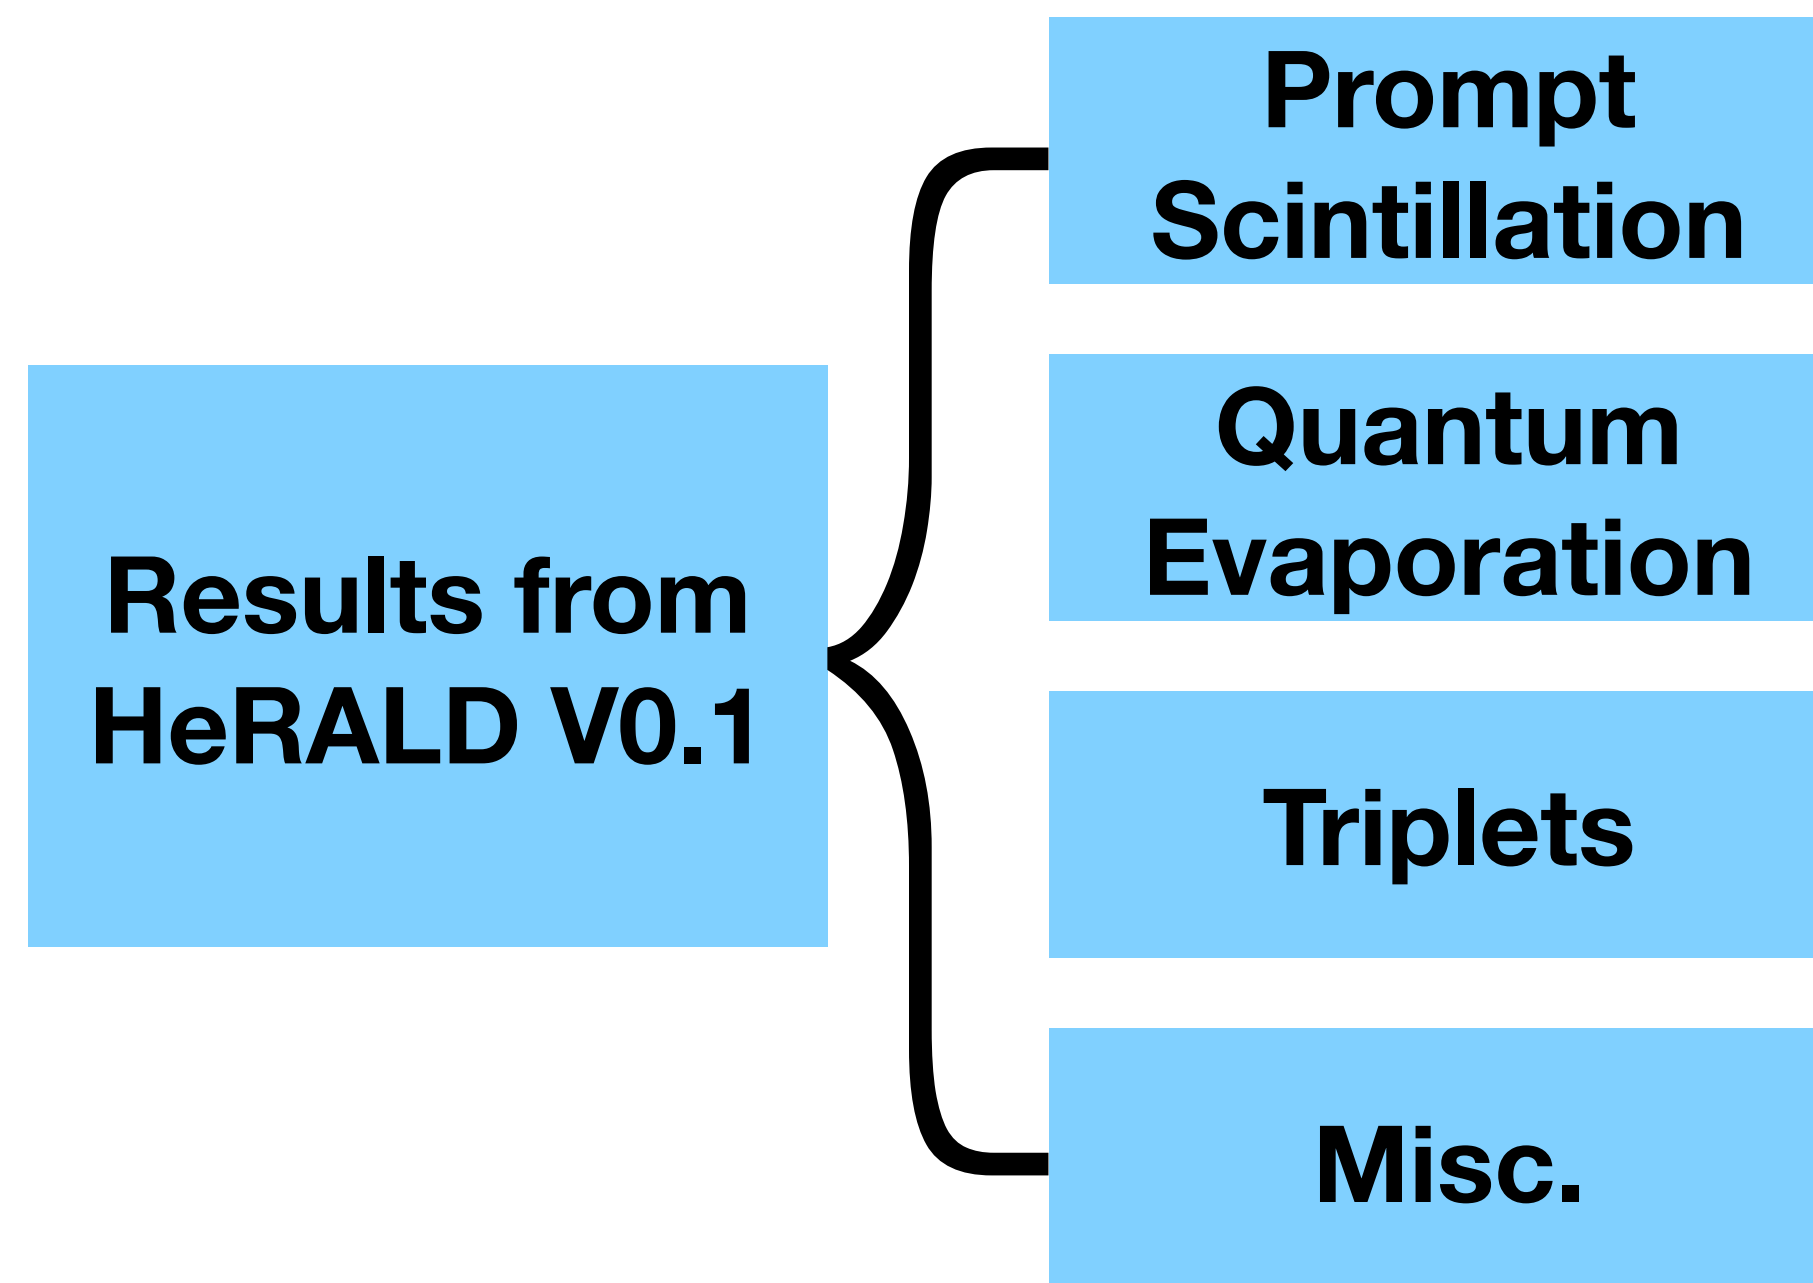 Results from
HeRALD V0.1
Prompt
Scintillation
Quantum
Evaporation
Triplets
Misc.